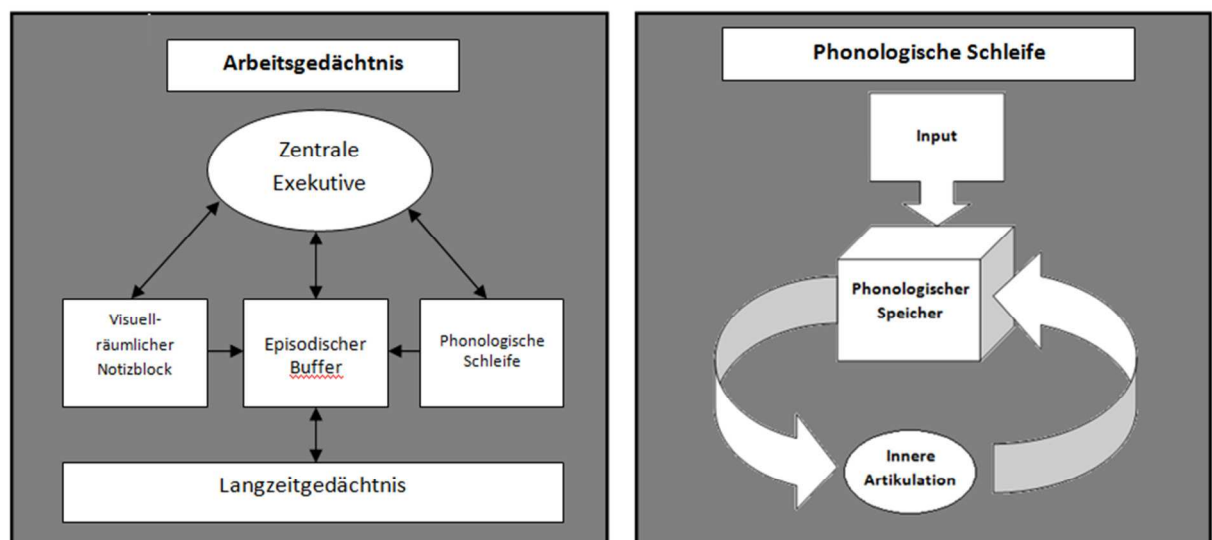 Arbeitsgedächtnis
Zentrale
Exekutive
Visuell-
räumlicher
Notizblock
Episodischer
Buffer
Phonologische
Schleife
Langzeitgedächtnis
Phonologische Schleife
Input
Phonologischer
Speicher
Innere
Artikulation